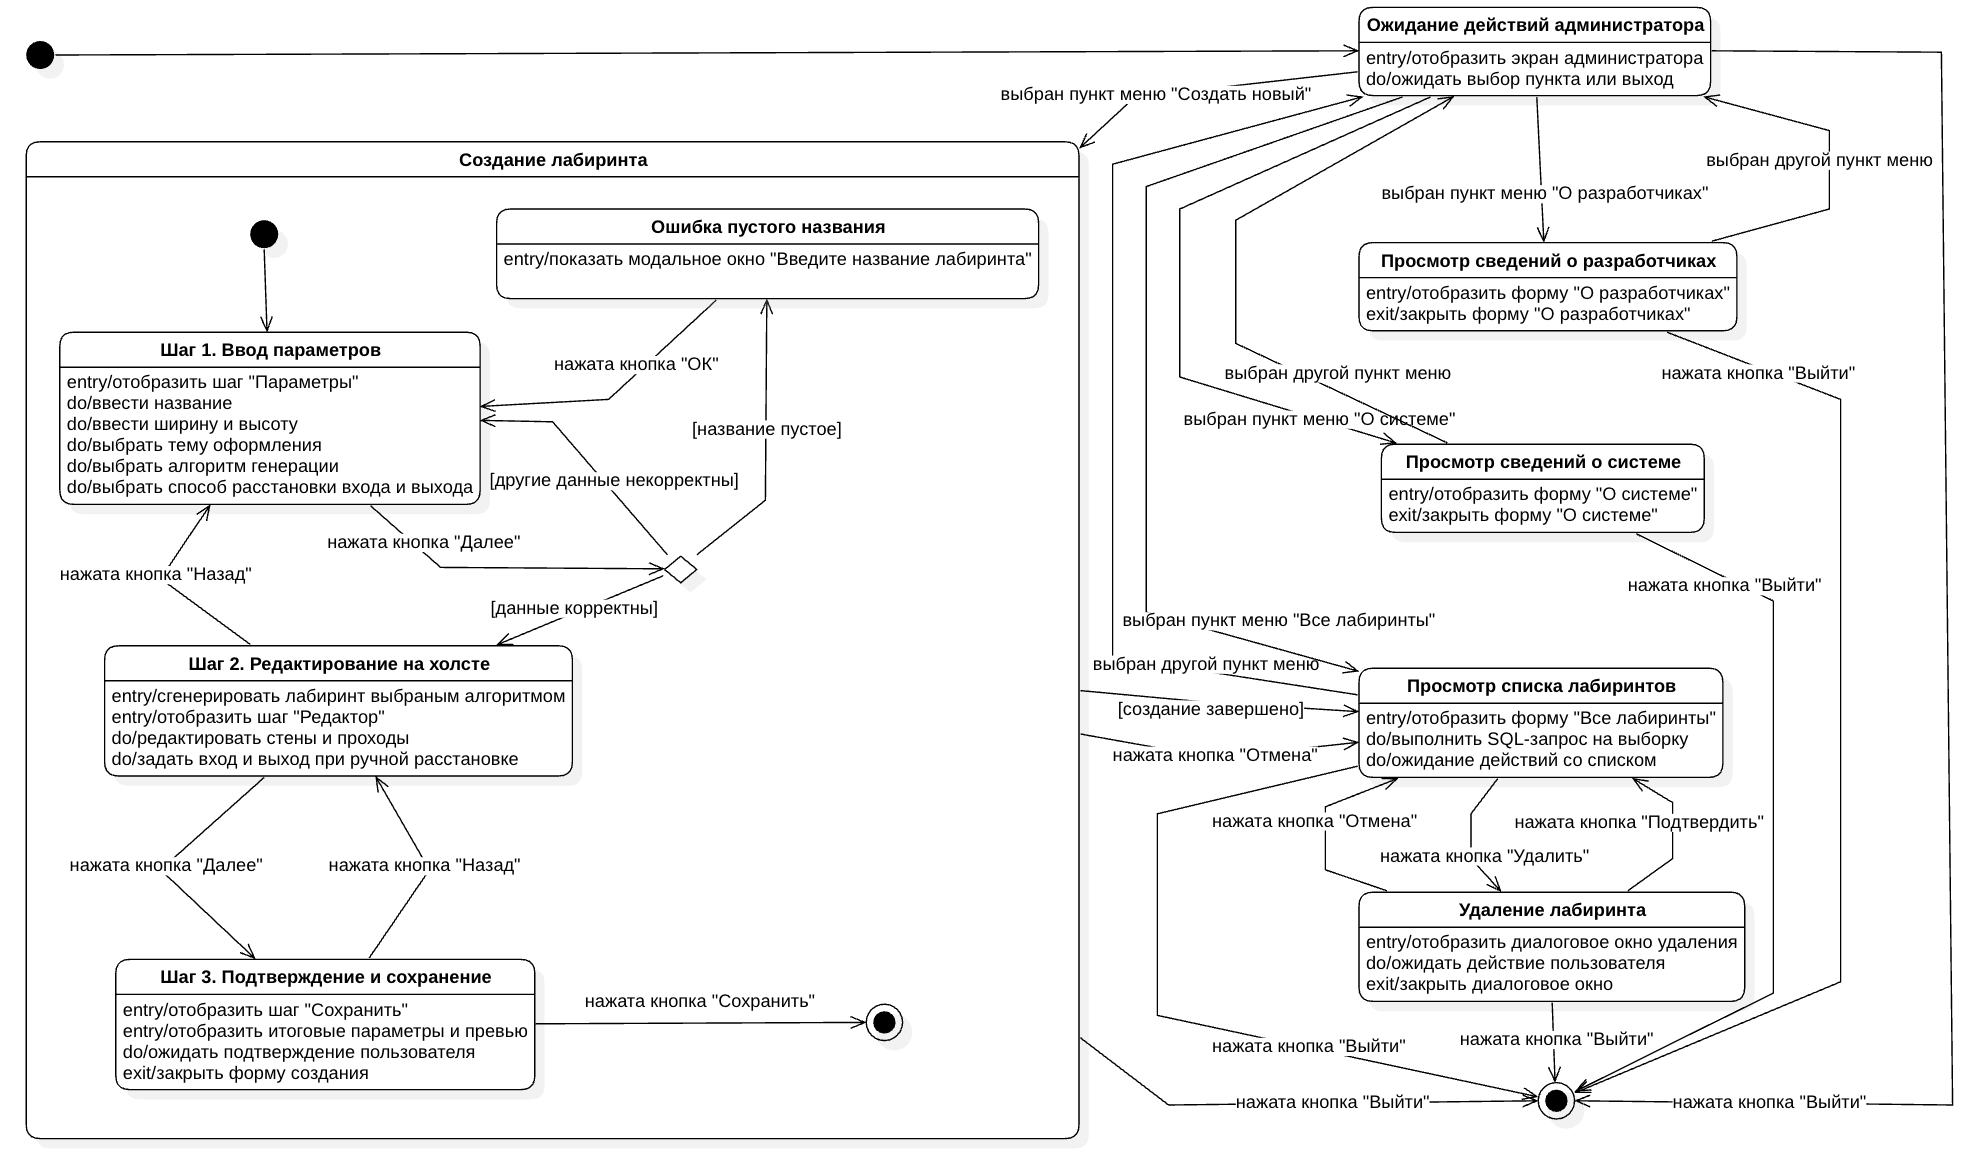 Ожидание действий администратора
entry/отобразить экран администратора
do/ожидать выбор пункта или выход
выбран пункт меню "Создать новый"
Создание лабиринта
выбран другой пункт меню
выбран пункт меню "О разработчиках"
Ошибка пустого названия
entry/показать модальное окно "Введите название лабиринта"
Просмотр сведений о разработчиках
entry/отобразить форму "О разработчиках"
exit/закрыть форму "О разработчиках"
Шаг 1. Ввод параметров
entry/отобразить шаг "Параметры"
do/ввести название
do/ввести ширину и высоту
do/выбрать тему оформления
do/выбрать алгоритм генерации
do/выбрать способ расстановки входа и выхода
нажата кнопка "ОК"
выбран другой пункт меню
нажата кнопка "Выйти"
[название пустое]
выбран пункт меню "О системе"
[другие данные некорректны]
Просмотр сведений о системе
entry/отобразить форму "О системе"
exit/закрыть форму "О системе"
нажата кнопка "Далее"
нажата кнопка "Назад"
нажата кнопка "Выйти"
[данные корректны]
выбран пункт меню "Все лабиринты"
Шаг 2. Редактирование на холсте
entry/сгенерировать лабиринт выбраным алгоритмом
entry/отобразить шаг "Редактор"
do/редактировать стены и проходы
do/задать вход и выход при ручной расстановке
выбран другой пункт меню
Просмотр списка лабиринтов
entry/отобразить форму "Все лабиринты"
do/выполнить SQL-запрос на выборку
do/ожидание действий со списком
[создание завершено]
нажата кнопка "Отмена"
нажата кнопка "Отмена"
нажата кнопка "Подтвердить"
нажата кнопка "Удалить"
нажата кнопка "Далее"
нажата кнопка "Назад"
Удаление лабиринта
entry/отобразить диалоговое окно удаления
do/ожидать действие пользователя
exit/закрыть диалоговое окно
Шаг 3. Подтверждение и сохранение
entry/отобразить шаг "Сохранить"
entry/отобразить итоговые параметры и превью
do/ожидать подтверждение пользователя
exit/закрыть форму создания
нажата кнопка "Сохранить"
нажата кнопка "Выйти"
нажата кнопка "Выйти"
нажата кнопка "Выйти"
нажата кнопка "Выйти"